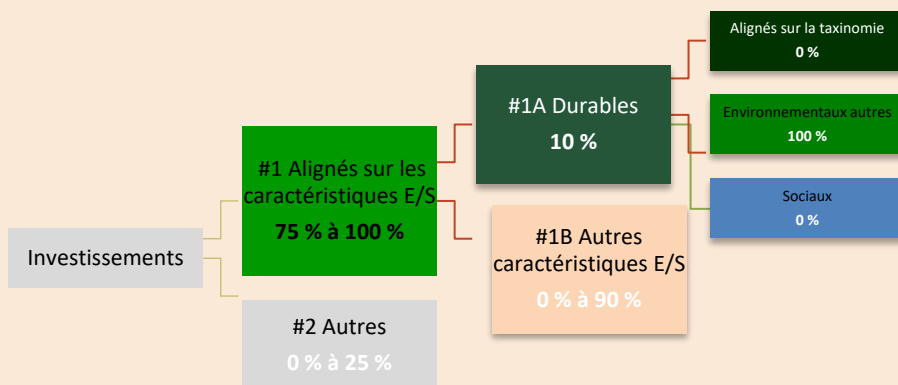 Investissements
#1 Alignés sur les
caractéristiques E/S
75 % à 100 %
#2 Autres
0 % à 25 %
#1A Durables
10 %
#1B Autres
caractéristiques E/S
0 % à 90 %
Alignés sur la taxinomie
0 %
Environnementaux autres
100 %
Sociaux
0 %